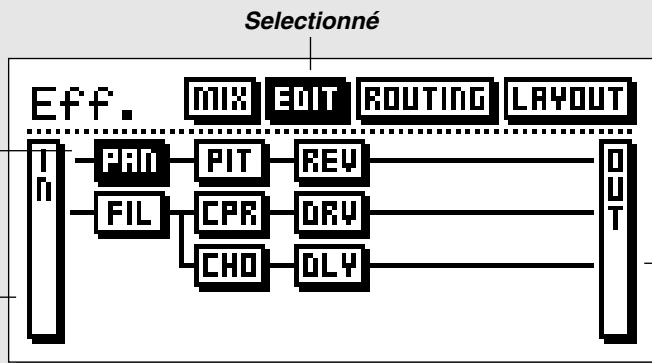 Selectionné
Eff. MIX EDIT ROUTING LAYOUT
IN PAN PIT REV OUT
FIL CPR DRV
CHO DLY